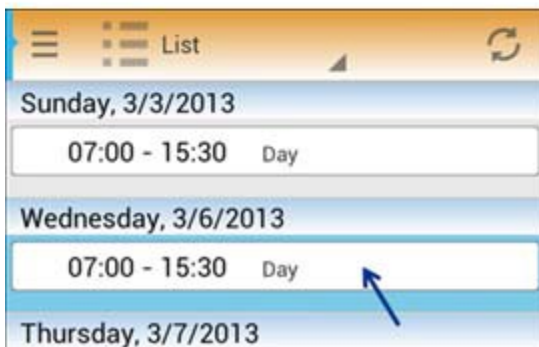 List
Sunday, 3/3/2013
07:00 - 15:30 Day
Wednesday, 3/6/2013
07:00 - 15:30 Day
Thursday, 3/7/2013